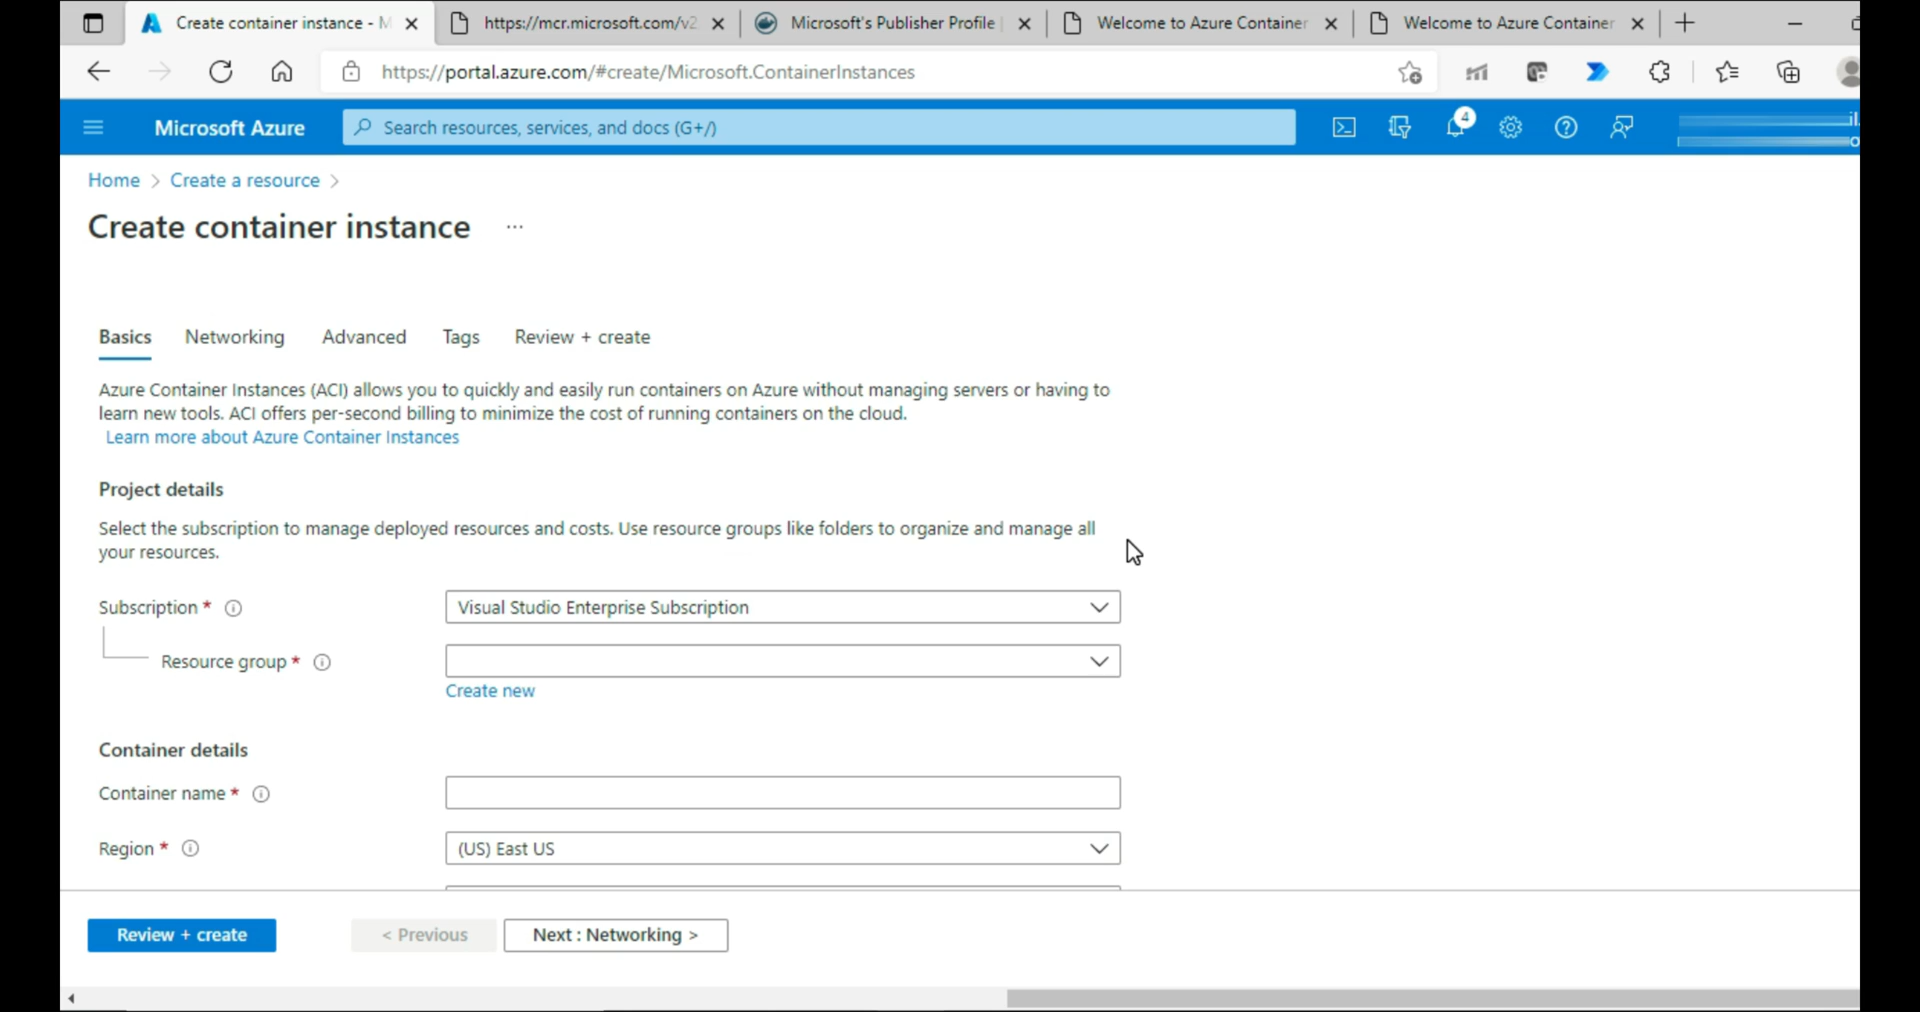 Create container instance - M
https://mcr.microsoft.com/v2
Microsoft's Publisher Profile
Welcome to Azure Container
Welcome to Azure Container
https://portal.azure.com/#create/Microsoft.ContainerInstances
Microsoft Azure
Search resources, services, and docs (G+/)
4
Home > Create a resource >
Create container instance ...
Basics Networking Advanced Tags Review + create
Azure Container Instances (ACI) allows you to quickly and easily run containers on Azure without managing servers or having to
learn new tools. ACI offers per-second billing to minimize the cost of running containers on the cloud.
Learn more about Azure Container Instances
Project details
Select the subscription to manage deployed resources and costs. Use resource groups like folders to organize and manage all
your resources.
Subscription * Visual Studio Enterprise Subscription
Resource group *
Create new
Container details
Container name *
Region * (US) East US
Review + create < Previous Next : Networking >